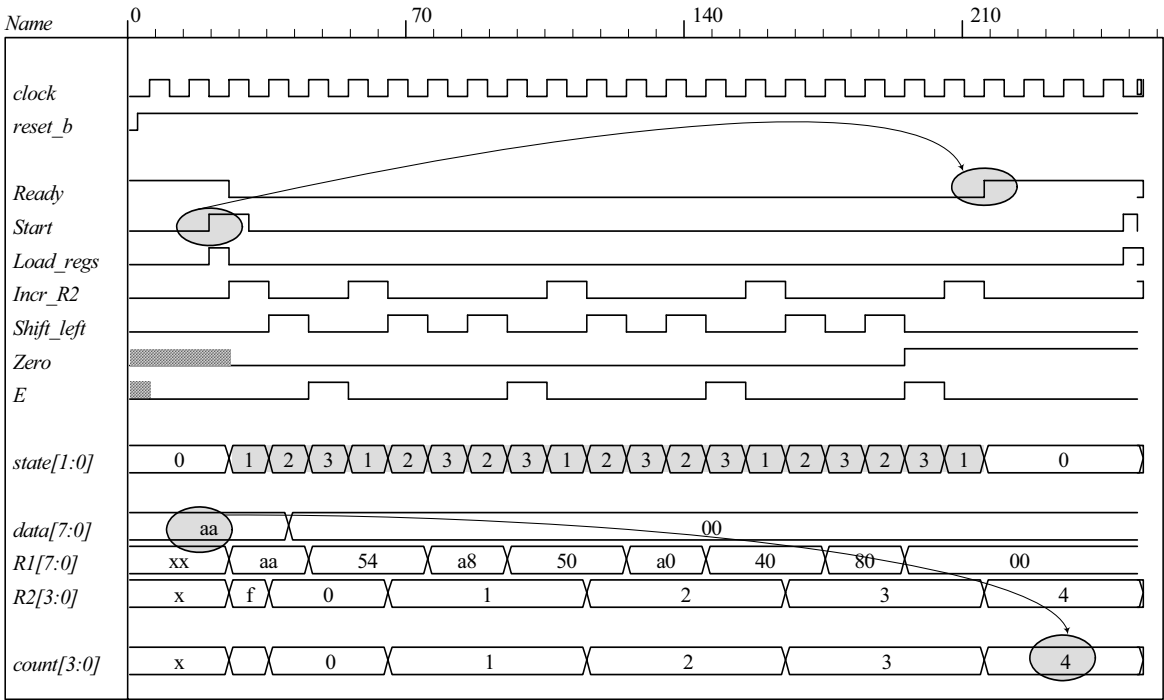 Name 0 70 140 210
clock
reset_b
Ready
Start
Load_regs
Incr_R2
Shift_left
Zero
E
state[1:0] 0 1 2 3 1 2 3 2 3 1 2 3 2 3 1 2 3 2 3 1 0
data[7:0] aa 00
R1[7:0] xx aa 54 a8 50 a0 40 80 00
R2[3:0] x f 0 1 2 3 4
count[3:0] x 0 1 2 3 4